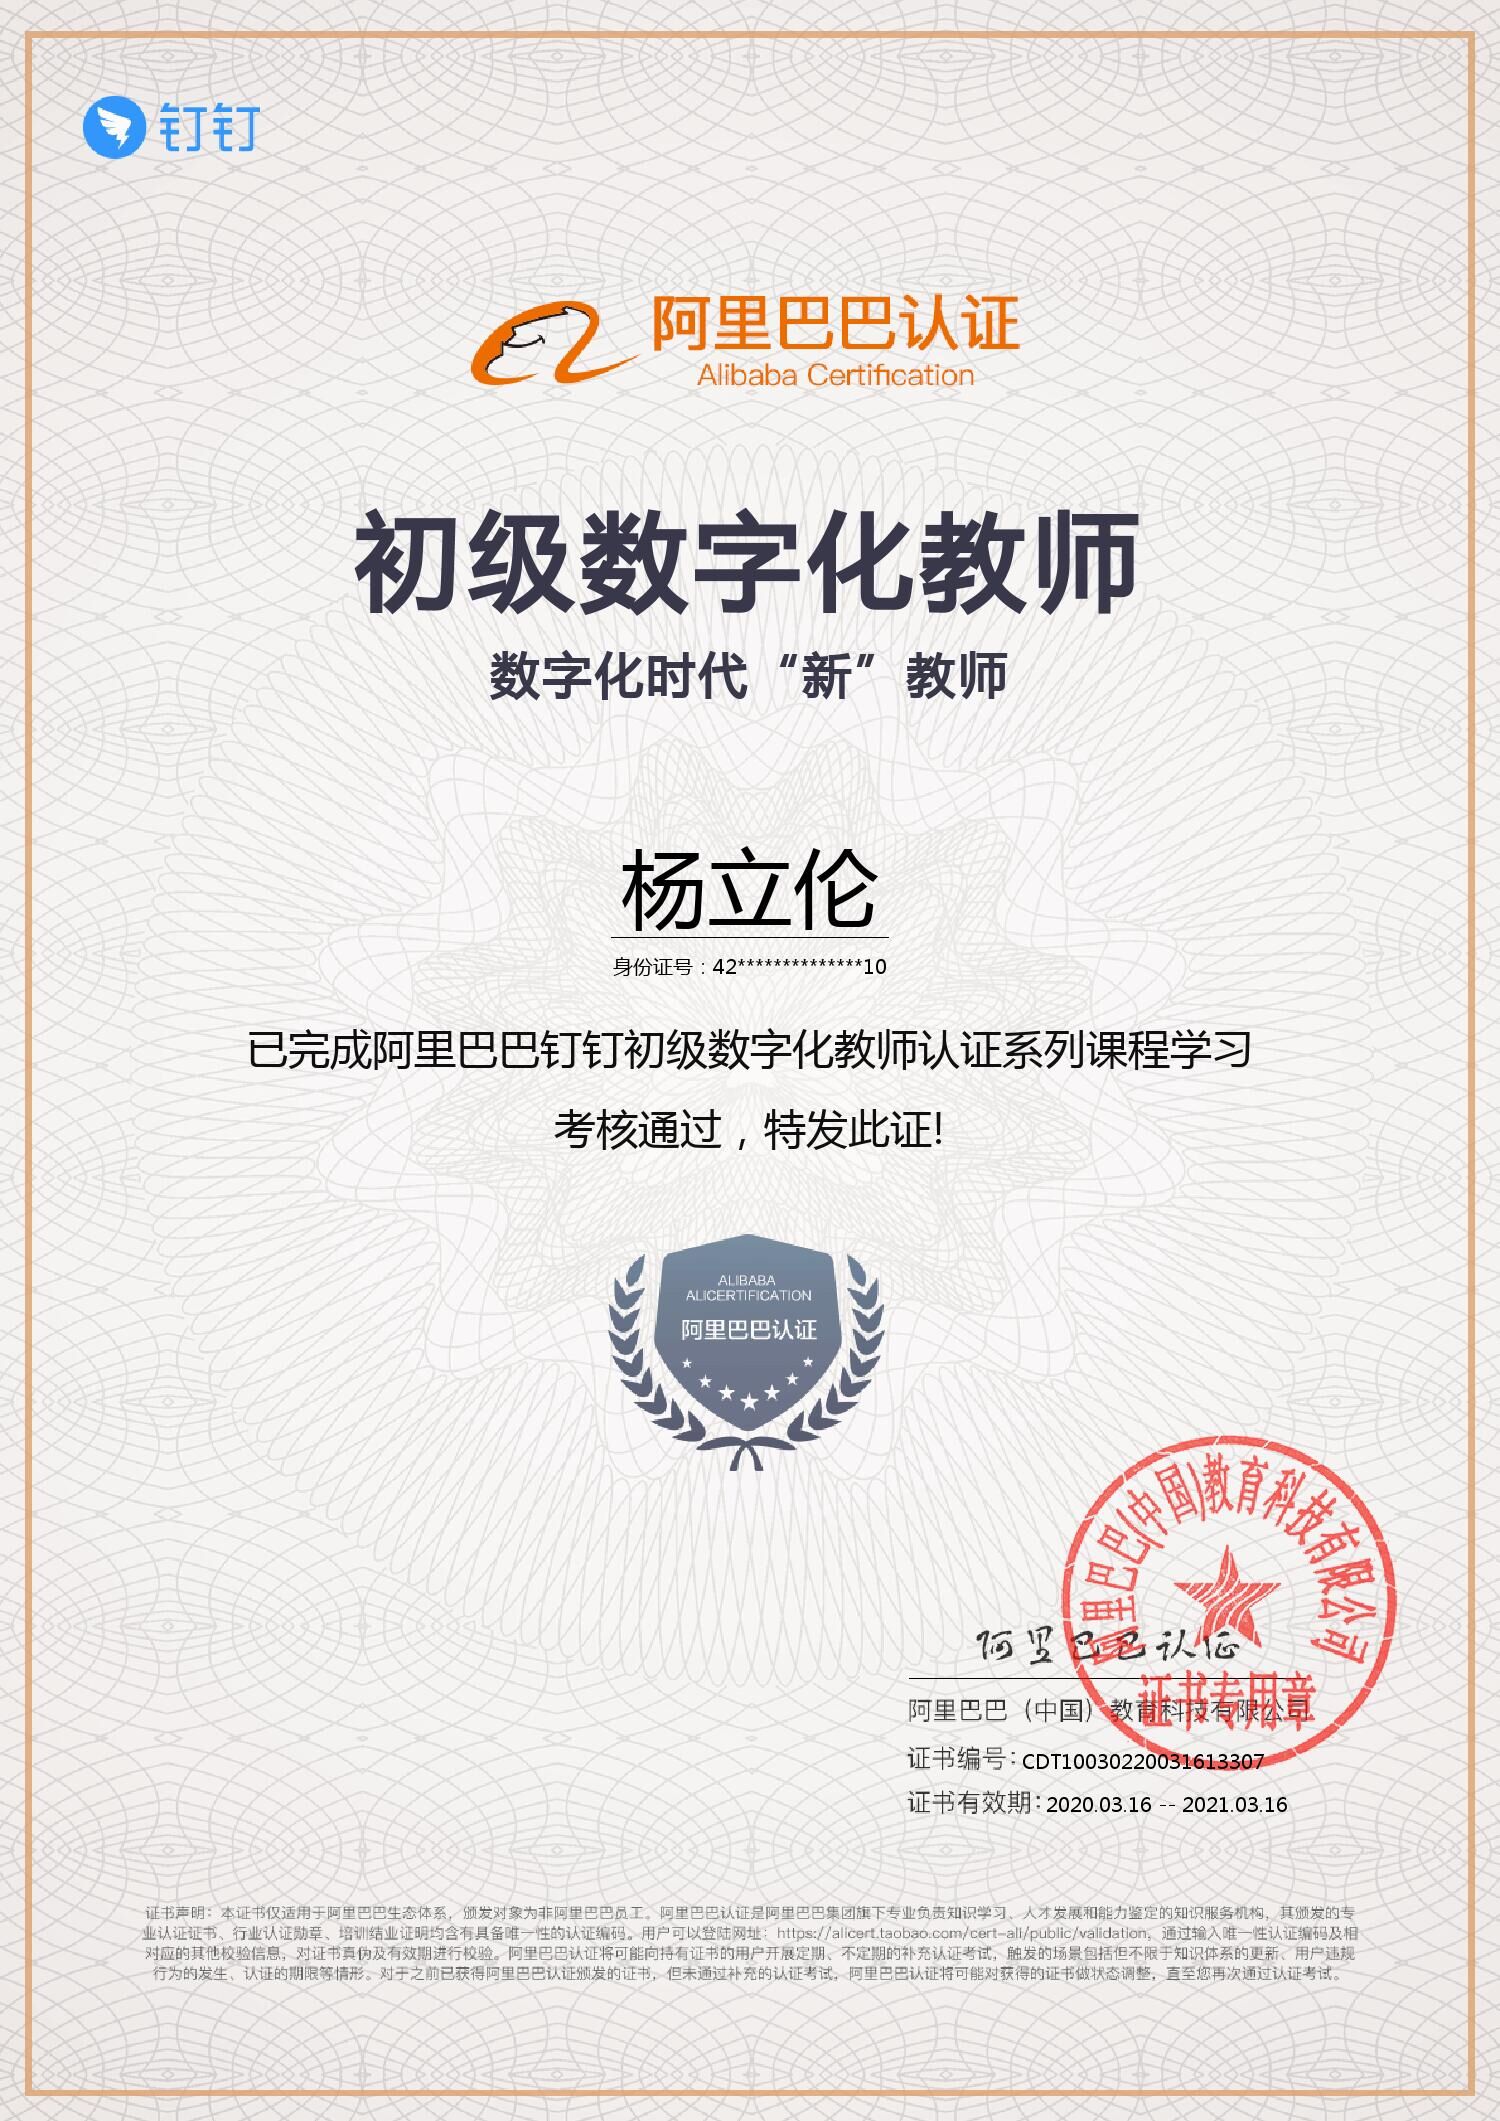 钉钉
阿里巴巴认证
Alibaba Certification
初级数字化教师
数字化时代“新”教师
杨立伦
身份证号：42**************10
已完成阿里巴巴钉钉初级数字化教师认证系列课程学习
考核通过，特发此证!
ALIBABA
ALICERTIFICATION
阿里巴巴认证
阿里巴巴(中国)教育科技有限公司
证书专用章
阿里巴巴认证
阿里巴巴（中国）教育科技有限公司
证书编号：CDT10030220031613307
证书有效期：2020.03.16 -- 2021.03.16
证书声明：本证书仅适用于阿里巴巴生态体系，颁发对象为非阿里巴巴员工。阿里巴巴认证是阿里巴巴集团旗下专业负责知识学习、人才发展和能力鉴定的知识服务机构，其颁发的专
业认证证书、行业认证勋章、培训结业证明均含有具备唯一性的认证编码。用户可以登陆网址：https://alicert.taobao.com/cert-ali/public/validation，通过输入唯一性认证编码及相
对应的其他校验信息，对证书真伪及有效期进行校验。阿里巴巴认证将可能向持有证书的用户开展定期、不定期的补充认证考试，触发的场景包括但不限于知识体系的更新、用户违规
行为的发生、认证的期限等情形。对于之前已获得阿里巴巴认证颁发的证书，但未通过补充的认证考试，阿里巴巴认证将可能对获得的证书做状态调整，直至您再次通过认证考试。